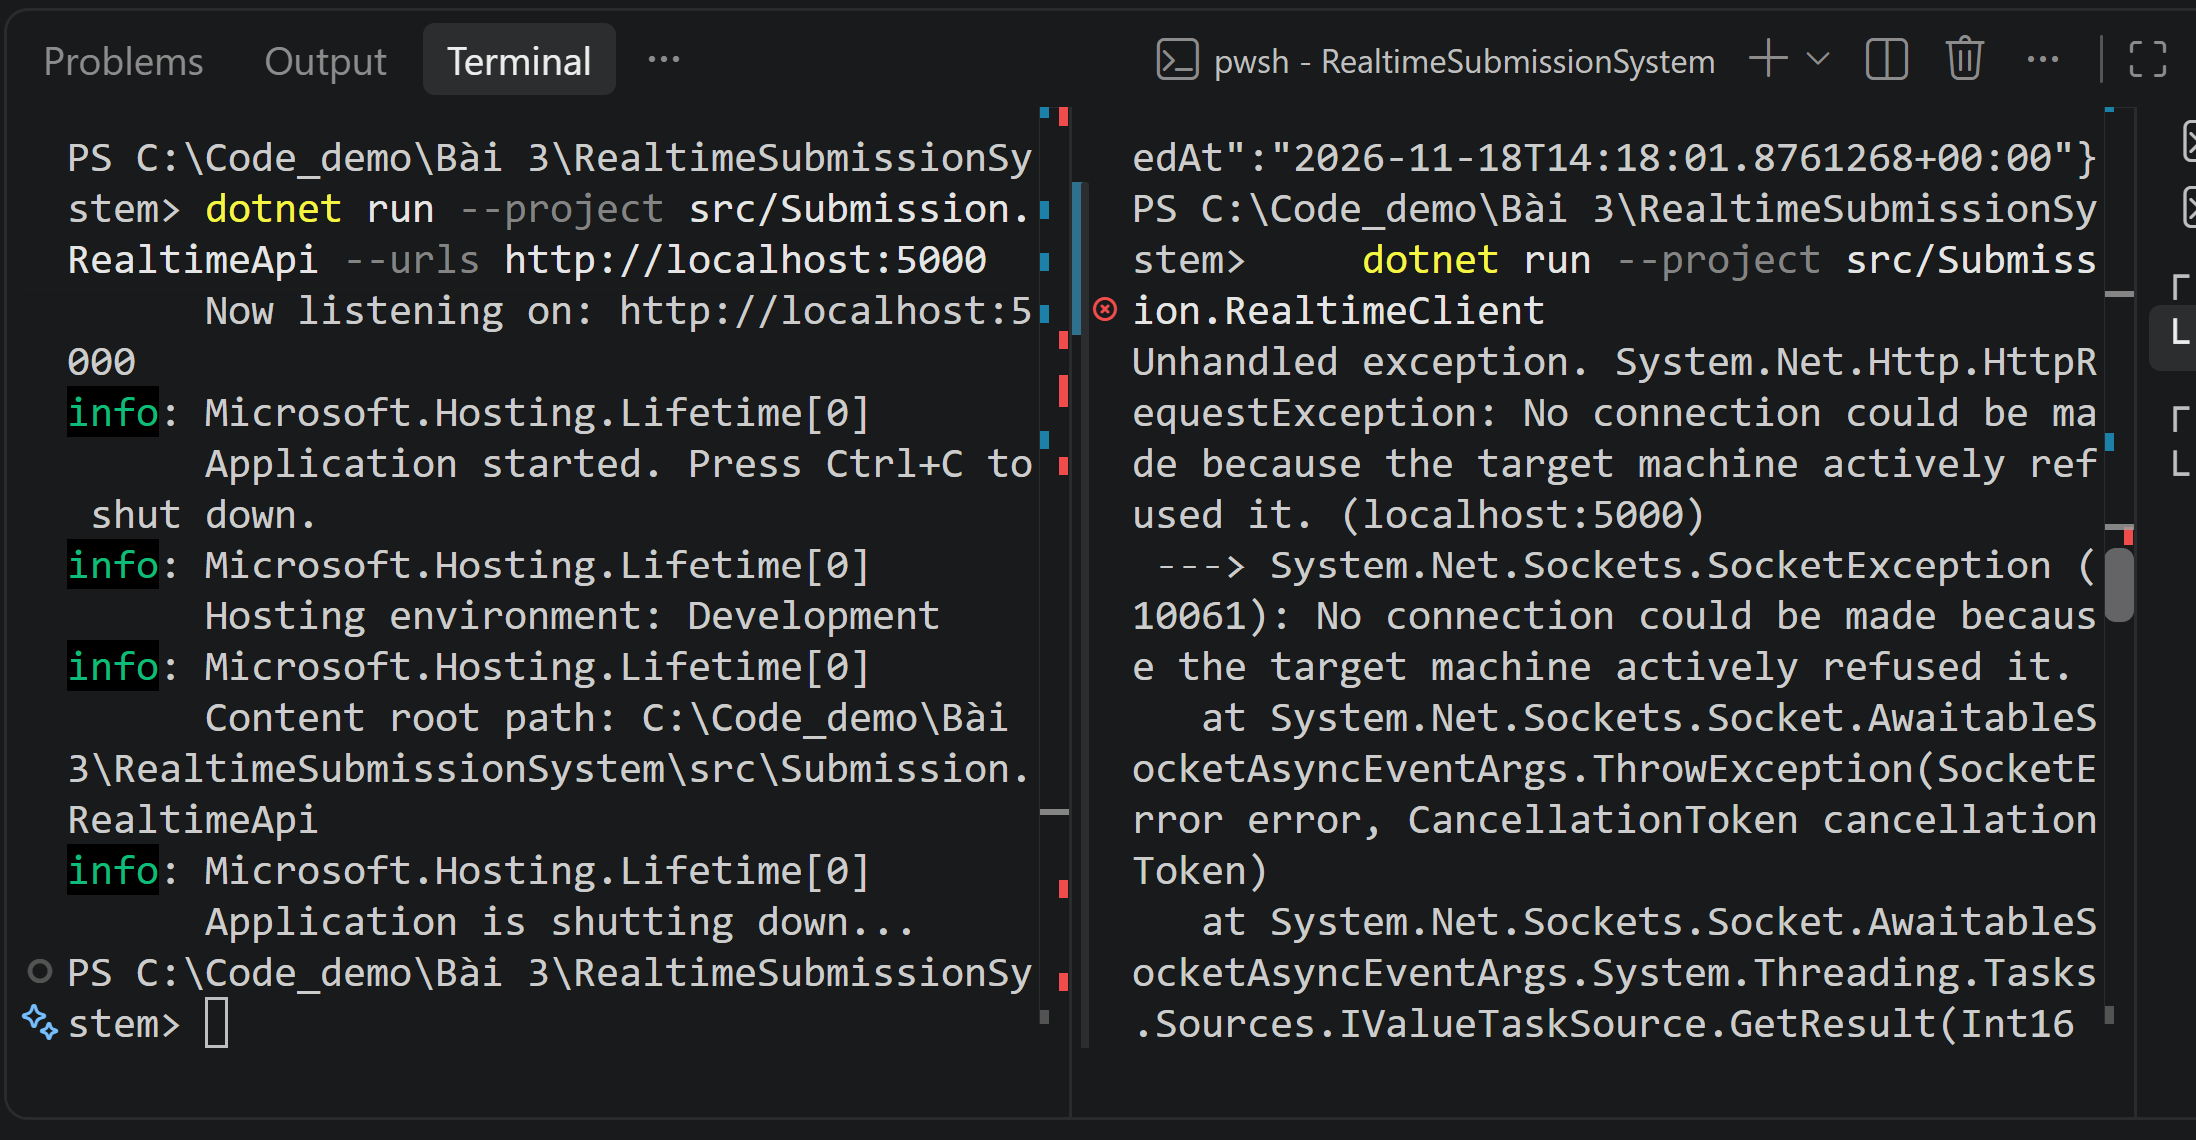 Problems Output Terminal ···
pwsh - RealtimeSubmissionSystem
PS C:\Code_demo\Bài 3\RealtimeSubmissionSy
stem> dotnet run --project src/Submission.
RealtimeApi --urls http://localhost:5000
Now listening on: http://localhost:5
000
info: Microsoft.Hosting.Lifetime[0]
Application started. Press Ctrl+C to
shut down.
info: Microsoft.Hosting.Lifetime[0]
Hosting environment: Development
info: Microsoft.Hosting.Lifetime[0]
Content root path: C:\Code_demo\Bài
3\RealtimeSubmissionSystem\src\Submission.
RealtimeApi
info: Microsoft.Hosting.Lifetime[0]
Application is shutting down...
PS C:\Code_demo\Bài 3\RealtimeSubmissionSy
stem>
edAt":"2026-11-18T14:18:01.8761268+00:00"}
PS C:\Code_demo\Bài 3\RealtimeSubmissionSy
stem> dotnet run --project src/Submiss
ion.RealtimeClient
Unhandled exception. System.Net.Http.HttpR
equestException: No connection could be ma
de because the target machine actively ref
used it. (localhost:5000)
---> System.Net.Sockets.SocketException (
10061): No connection could be made becaus
e the target machine actively refused it.
at System.Net.Sockets.Socket.AwaitableS
ocketAsyncEventArgs.ThrowException(SocketE
rror error, CancellationToken cancellation
Token)
at System.Net.Sockets.Socket.AwaitableS
ocketAsyncEventArgs.System.Threading.Tasks
.Sources.IValueTaskSource.GetResult(Int16